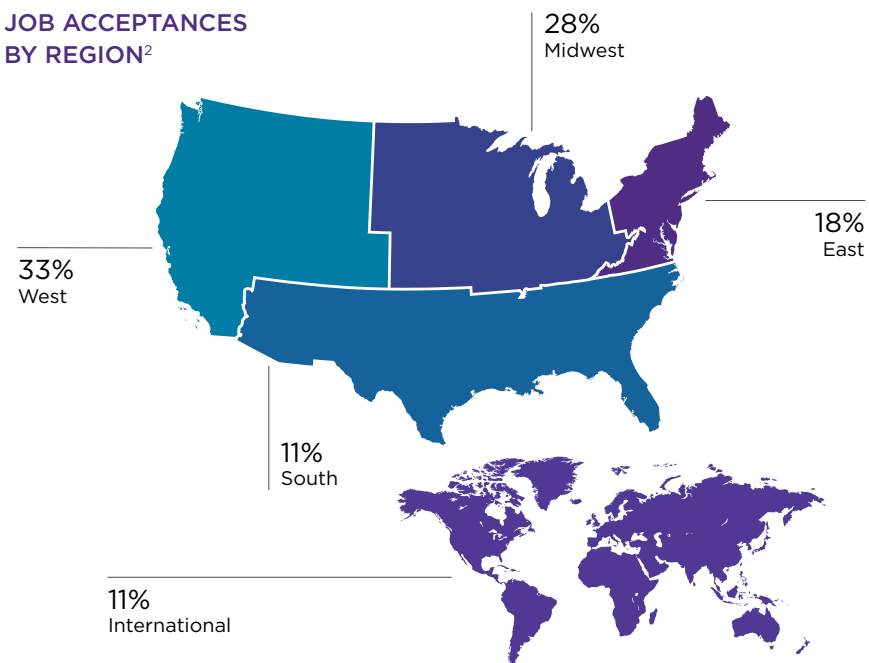 JOB ACCEPTANCES
BY REGION²
28%
Midwest
18%
East
33%
West
11%
South
11%
International